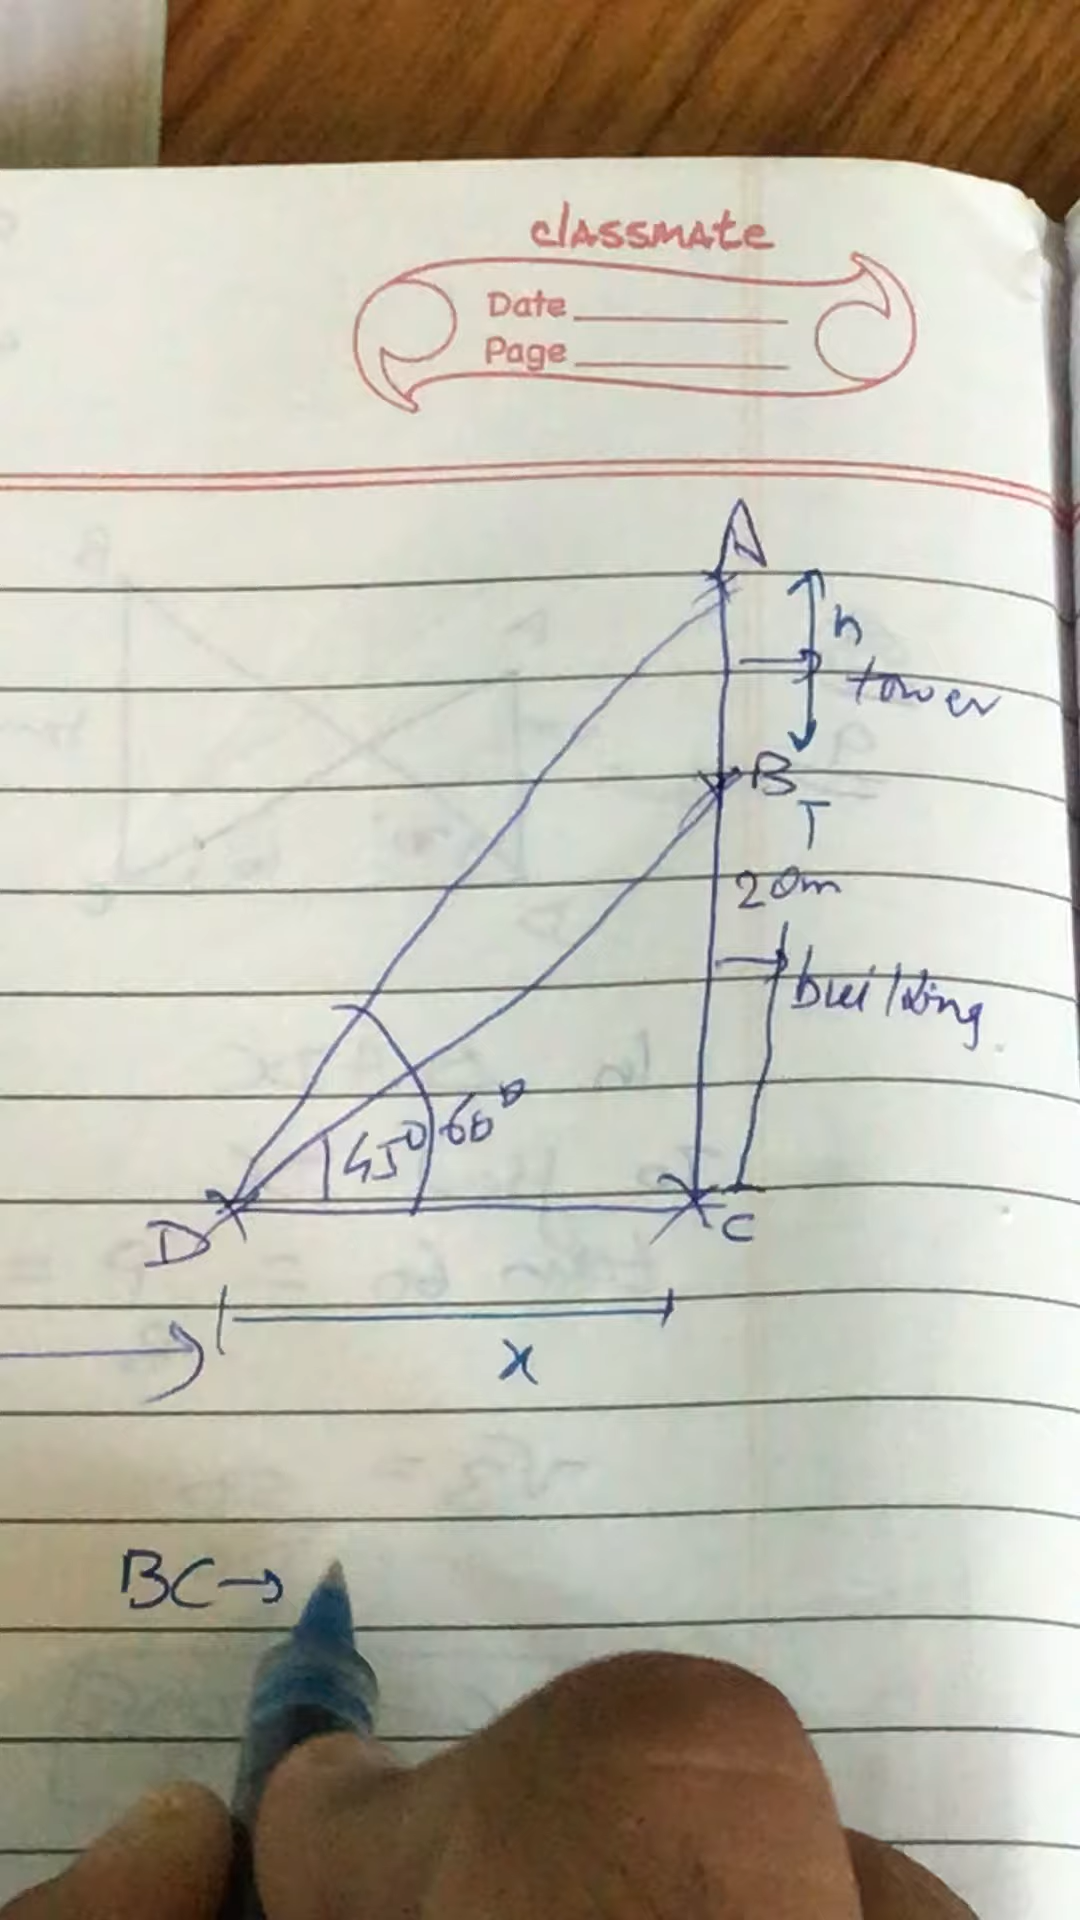 classmate
Date
Page
A
h
tower
B
20m
building
45° 60°
D
C
x
BC→